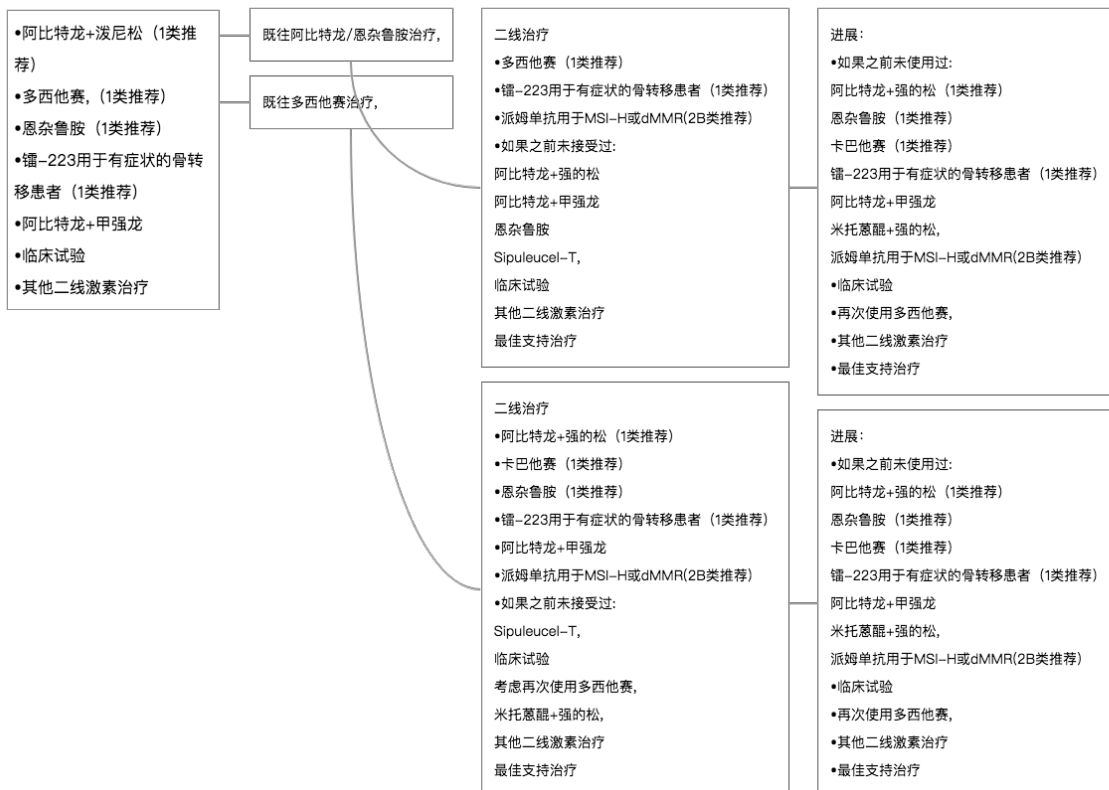 •阿比特龙+泼尼松（1类推
荐）
•多西他赛,（1类推荐）
•恩杂鲁胺（1类推荐）
•镭-223用于有症状的骨转
移患者（1类推荐）
•阿比特龙+甲强龙
•临床试验
•其他二线激素治疗
既往阿比特龙/恩杂鲁胺治疗,
既往多西他赛治疗,
二线治疗
•多西他赛（1类推荐）
•镭-223用于有症状的骨转移患者（1类推荐）
•派姆单抗用于MSI-H或dMMR(2B类推荐）
•如果之前未接受过:
阿比特龙+强的松
阿比特龙+甲强龙
恩杂鲁胺
Sipuleucel-T,
临床试验
其他二线激素治疗
最佳支持治疗
进展：
•如果之前未使用过:
阿比特龙+强的松（1类推荐）
恩杂鲁胺（1类推荐）
卡巴他赛（1类推荐）
镭-223用于有症状的骨转移患者（1类推荐）
阿比特龙+甲强龙
米托蒽醌+强的松,
派姆单抗用于MSI-H或dMMR(2B类推荐）
•临床试验
•再次使用多西他赛,
•其他二线激素治疗
•最佳支持治疗
二线治疗
•阿比特龙+强的松（1类推荐）
•卡巴他赛（1类推荐）
•恩杂鲁胺（1类推荐）
•镭-223用于有症状的骨转移患者（1类推荐）
•阿比特龙+甲强龙
•派姆单抗用于MSI-H或dMMR(2B类推荐）
•如果之前未接受过:
Sipuleucel-T,
临床试验
考虑再次使用多西他赛,
米托蒽醌+强的松,
其他二线激素治疗
最佳支持治疗
进展：
•如果之前未使用过:
阿比特龙+强的松（1类推荐）
恩杂鲁胺（1类推荐）
卡巴他赛（1类推荐）
镭-223用于有症状的骨转移患者（1类推荐）
阿比特龙+甲强龙
米托蒽醌+强的松,
派姆单抗用于MSI-H或dMMR(2B类推荐）
•临床试验
•再次使用多西他赛,
•其他二线激素治疗
•最佳支持治疗